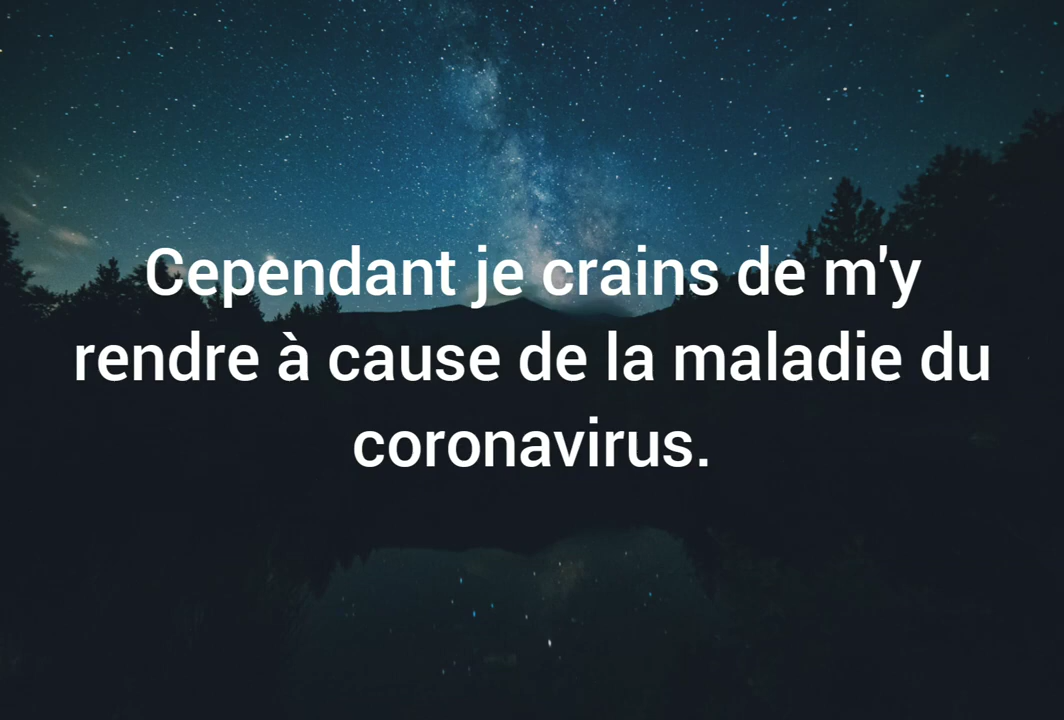 Cependant je crains de m'y
rendre à cause de la maladie du
coronavirus.